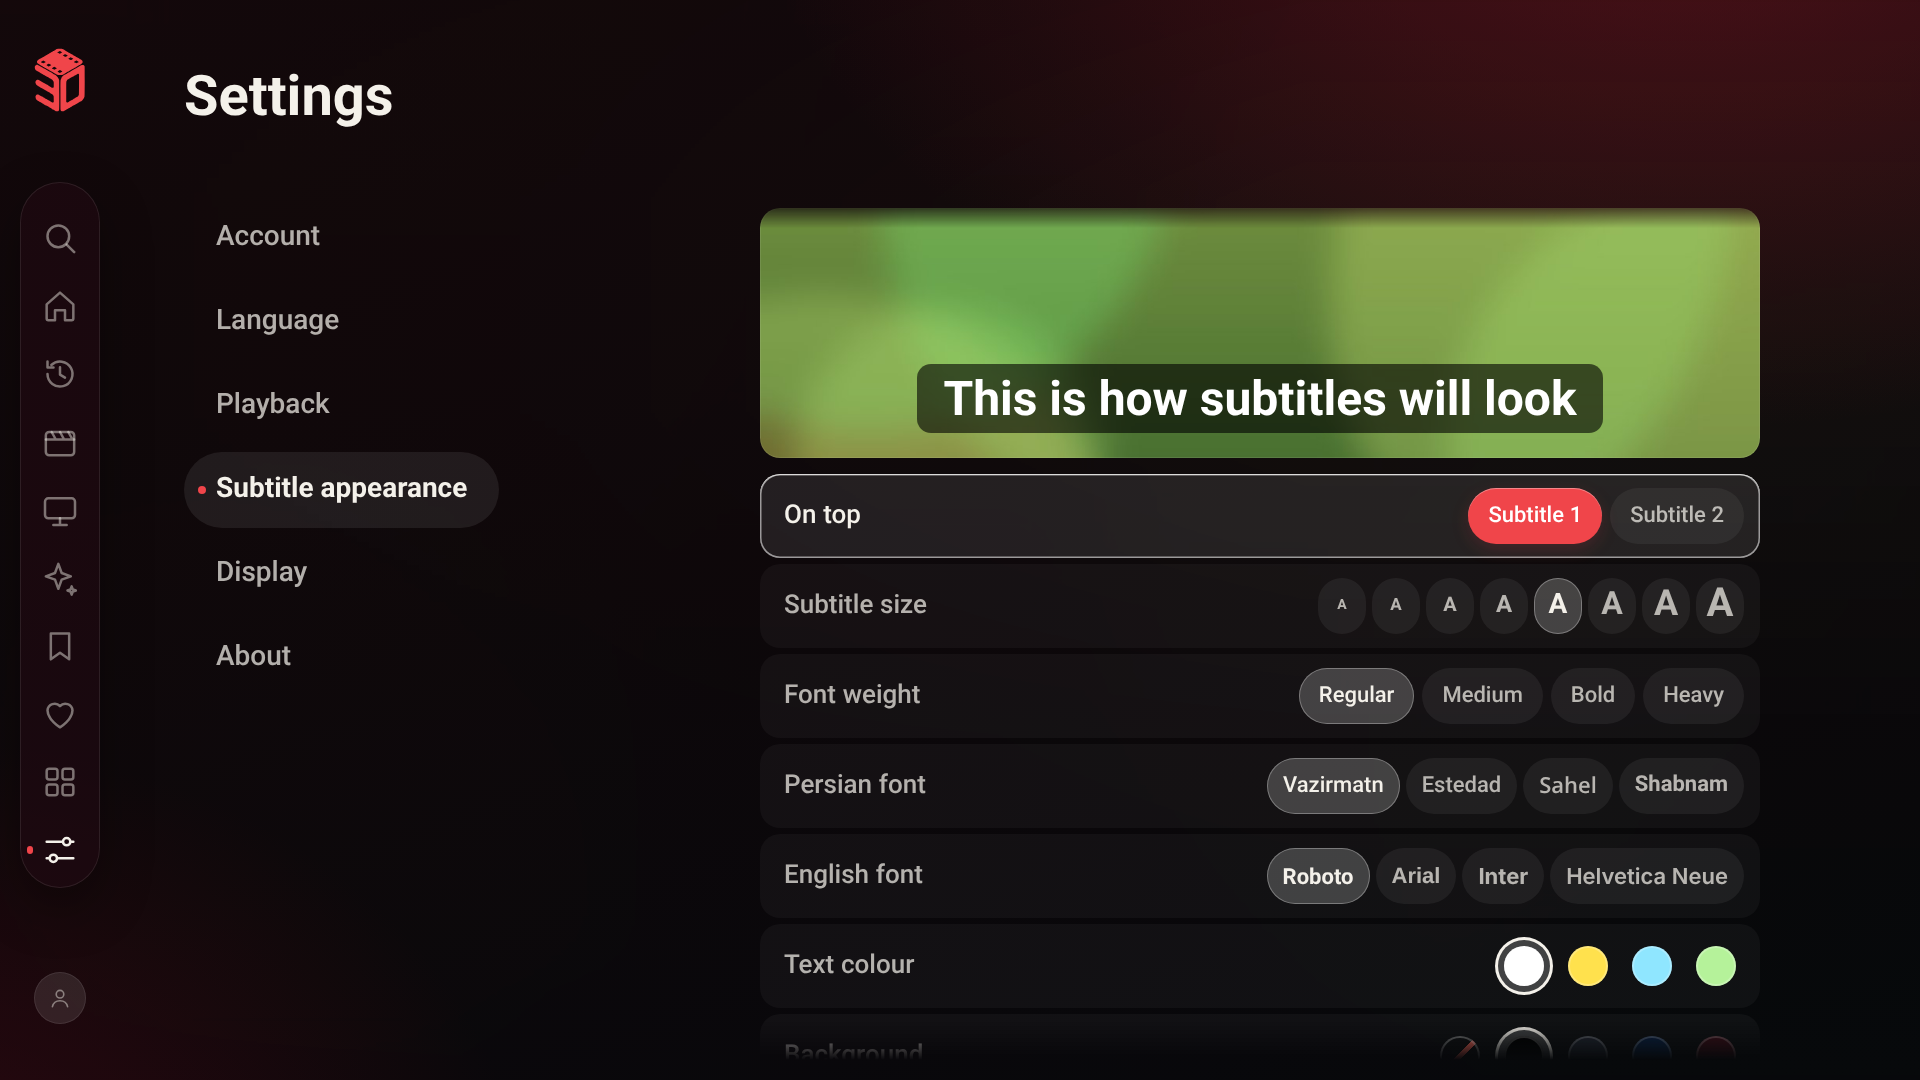 Settings
Account
Language
Playback
Subtitle appearance
Display
About
This is how subtitles will look
On top
Subtitle 1
Subtitle 2
Subtitle size
A A A A A A A A
Font weight
Regular
Medium
Bold
Heavy
Persian font
Vazirmatn
Estedad
Sahel
Shabnam
English font
Roboto
Arial
Inter
Helvetica Neue
Text colour
Background